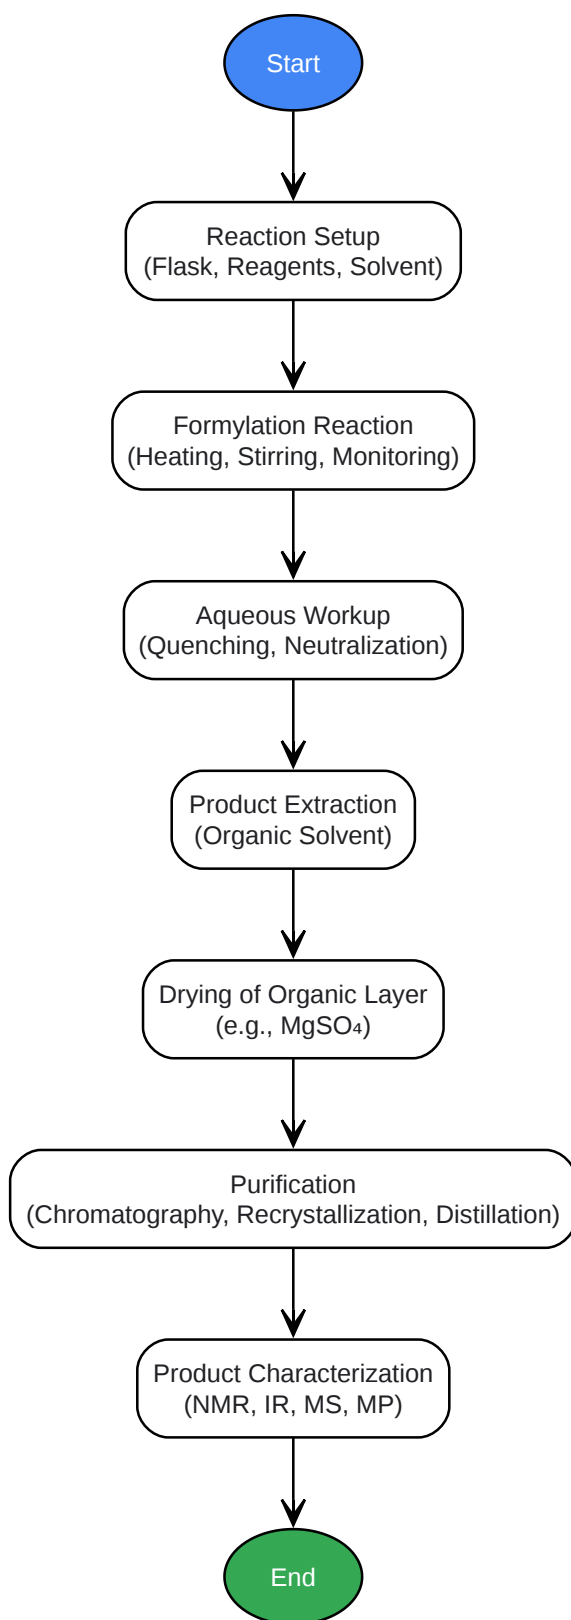 Start
Reaction Setup
(Flask, Reagents, Solvent)
Formylation Reaction
(Heating, Stirring, Monitoring)
Aqueous Workup
(Quenching, Neutralization)
Product Extraction
(Organic Solvent)
Drying of Organic Layer
(e.g., MgSO₄)
Purification
(Chromatography, Recrystallization, Distillation)
Product Characterization
(NMR, IR, MS, MP)
End